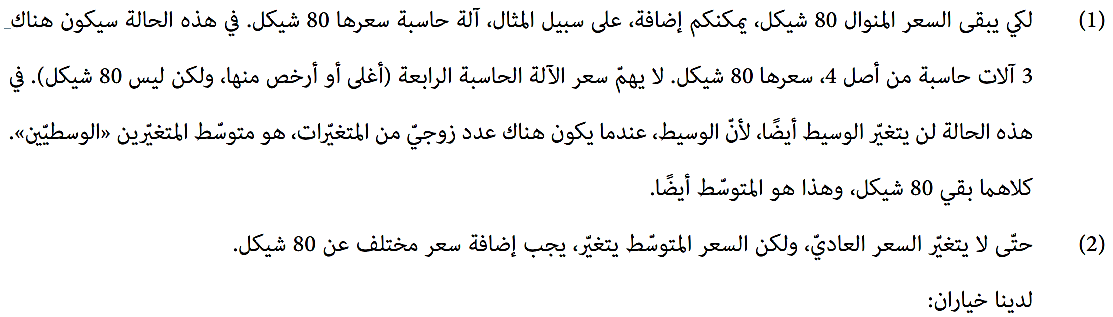 (1) لكي يبقى السعر المنوال 80 شيكل، يمكنكم إضافة، على سبيل المثال، آلة حاسبة سعرها 80 شيكل. في هذه الحالة سيكون هناك
3 آلات حاسبة من أصل 4، سعرها 80 شيكل. لا يهمّ سعر الآلة الحاسبة الرابعة (أغلى أو أرخص منها، ولكن ليس 80 شيكل). في
هذه الحالة لن يتغيّر الوسيط أيضًا، لأنّ الوسيط، عندما يكون هناك عدد زوجيّ من المتغيّرات، هو متوسّط المتغيّرين «الوسطيّين».
كلاهما بقي 80 شيكل، وهذا هو المتوسّط أيضًا.
(2) حتّى لا يتغيّر السعر العاديّ، ولكن السعر المتوسّط يتغيّر، يجب إضافة سعر مختلف عن 80 شيكل.
لدينا خياران: